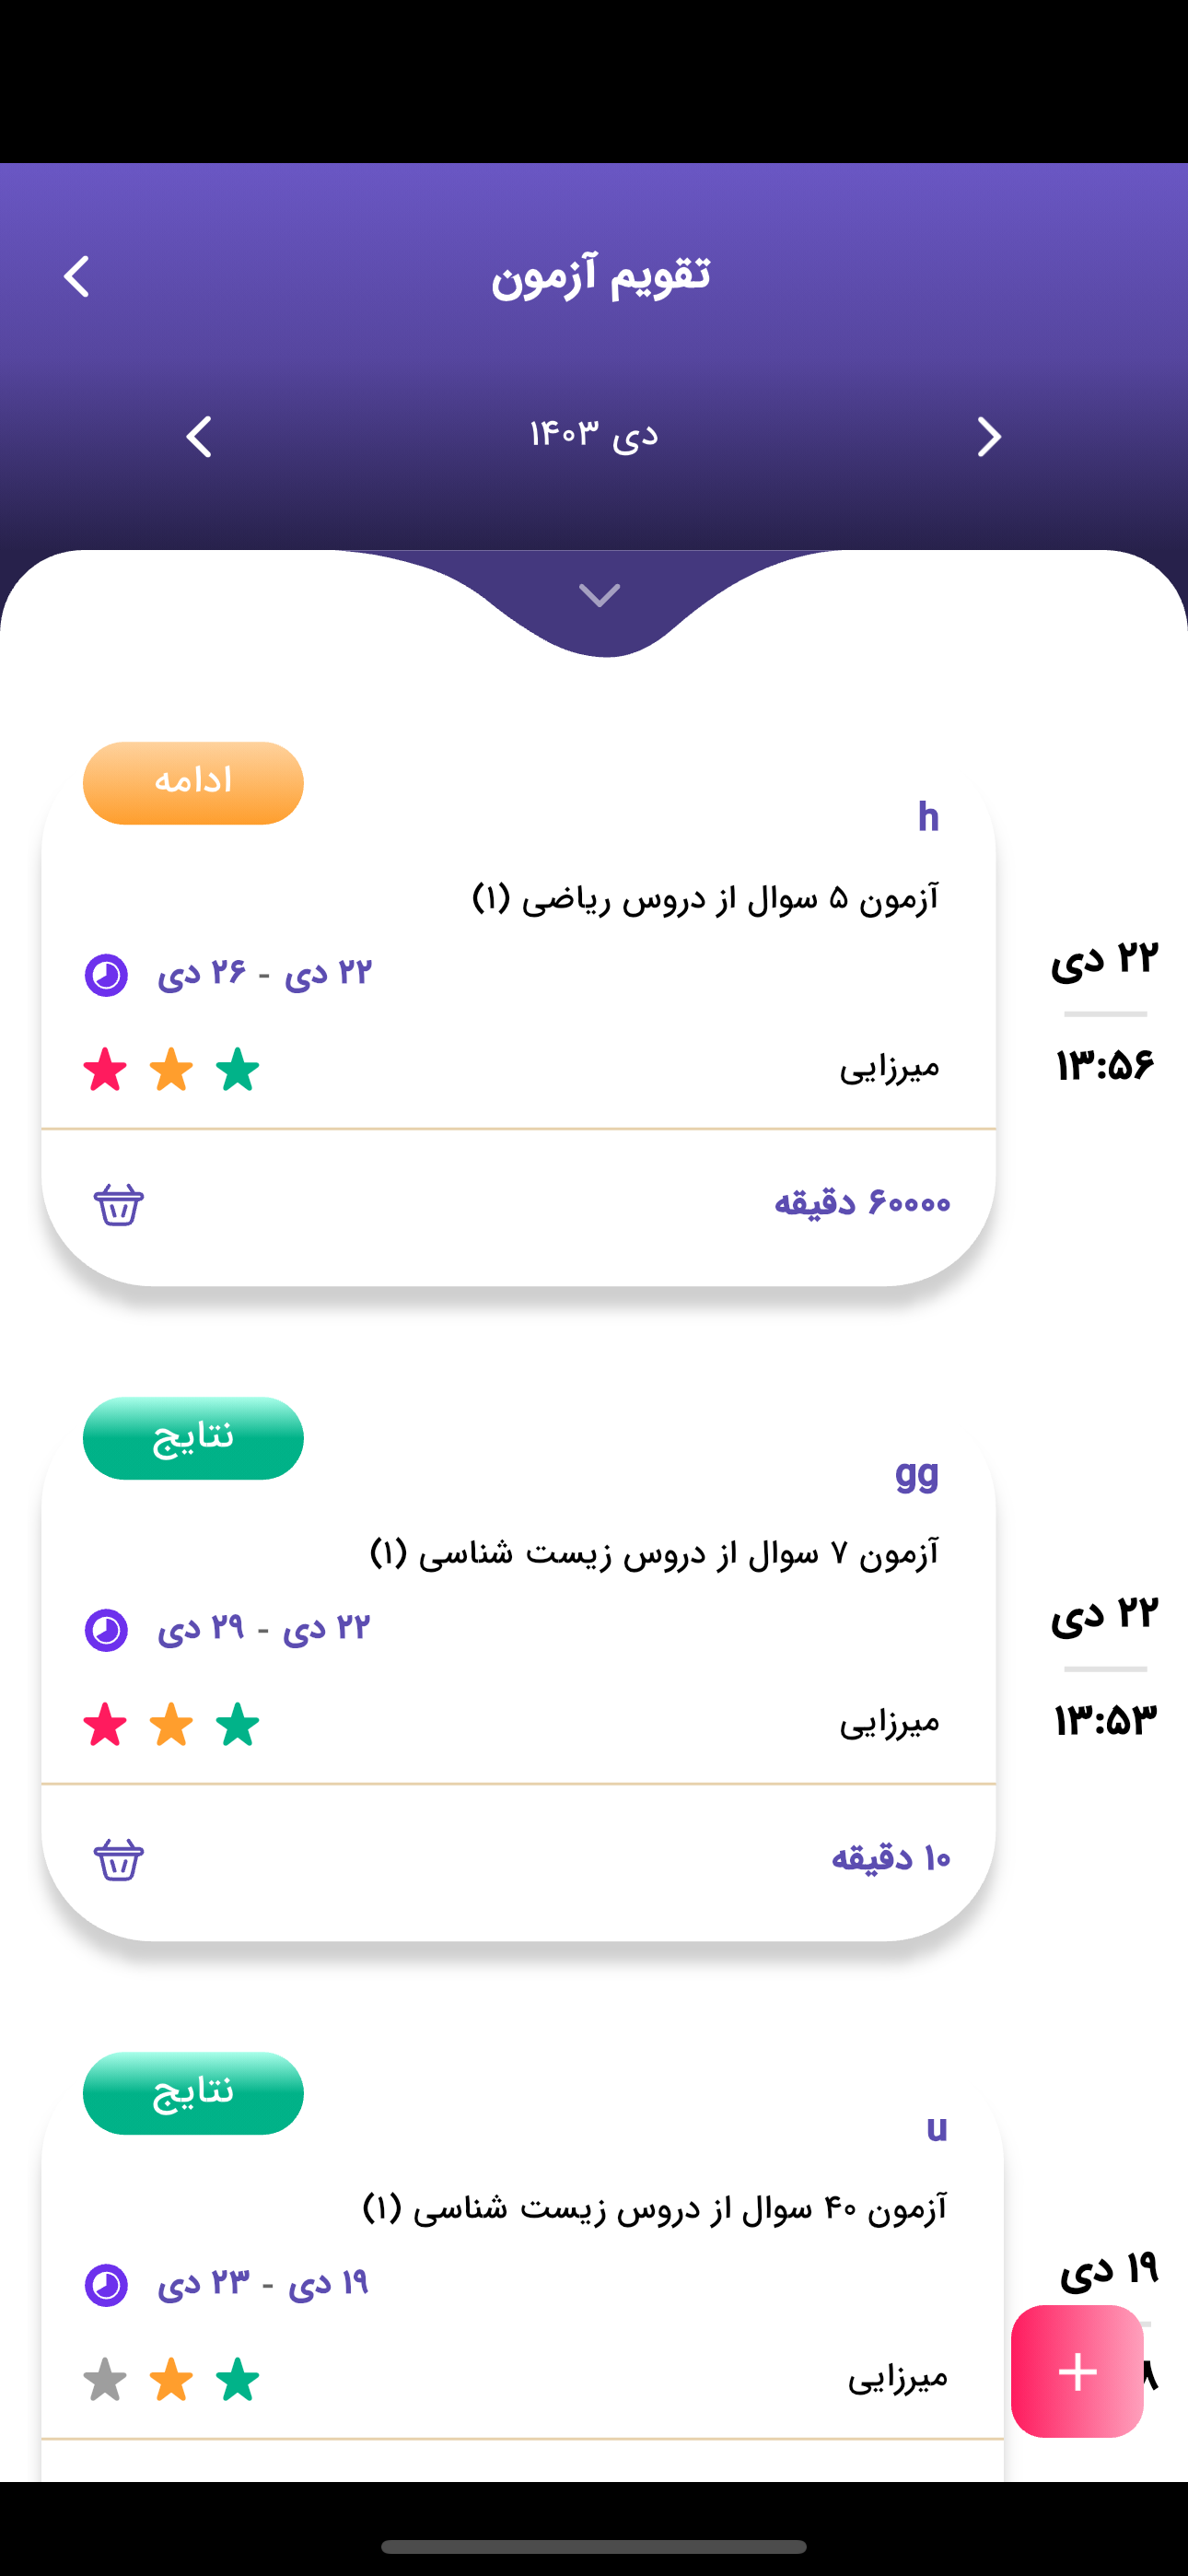 تقویم آزمون
دی ۱۴۰۳
ادامه
h
آزمون ۵ سوال از دروس ریاضی (۱)
۲۲ دی - ۲۶ دی
میرزایی
۶۰۰۰۰ دقیقه
۲۲ دی
۱۳:۵۶
نتایج
gg
آزمون ۷ سوال از دروس زیست شناسی (۱)
۲۲ دی - ۲۹ دی
میرزایی
۱۰ دقیقه
۲۲ دی
۱۳:۵۳
نتایج
u
آزمون ۴۰ سوال از دروس زیست شناسی (۱)
۱۹ دی - ۲۳ دی
میرزایی
۱۹ دی